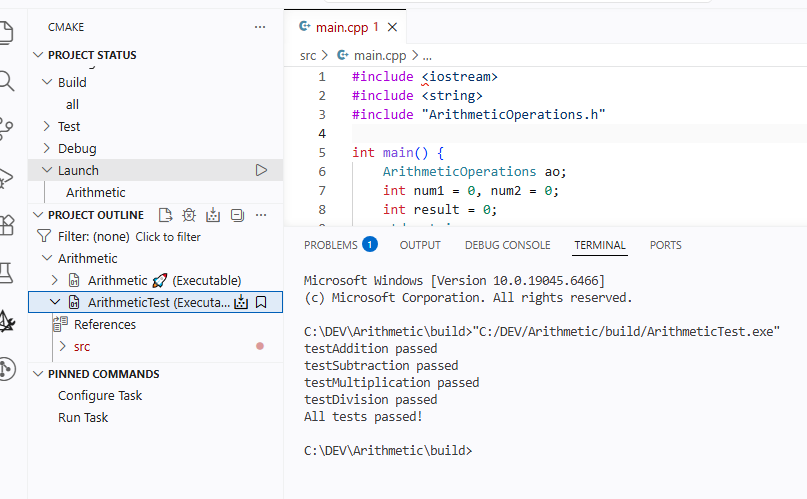 CMAKE
PROJECT STATUS
Build
all
Test
Debug
Launch
Arithmetic
PROJECT OUTLINE
Filter: (none) Click to filter
Arithmetic
Arithmetic 🚀 (Executable)
ArithmeticTest (Executa...
References
src
PINNED COMMANDS
Configure Task
Run Task
main.cpp 1
src > main.cpp > ...
1 #include <iostream>
2 #include <string>
3 #include "ArithmeticOperations.h"
4
5 int main() {
6 ArithmeticOperations ao;
7 int num1 = 0, num2 = 0;
8 int result = 0;
PROBLEMS 1 OUTPUT DEBUG CONSOLE TERMINAL PORTS
Microsoft Windows [Version 10.0.19045.6466]
(c) Microsoft Corporation. All rights reserved.
C:\DEV\Arithmetic\build>"C:/DEV/Arithmetic/build/ArithmeticTest.exe"
testAddition passed
testSubtraction passed
testMultiplication passed
testDivision passed
All tests passed!
C:\DEV\Arithmetic\build>